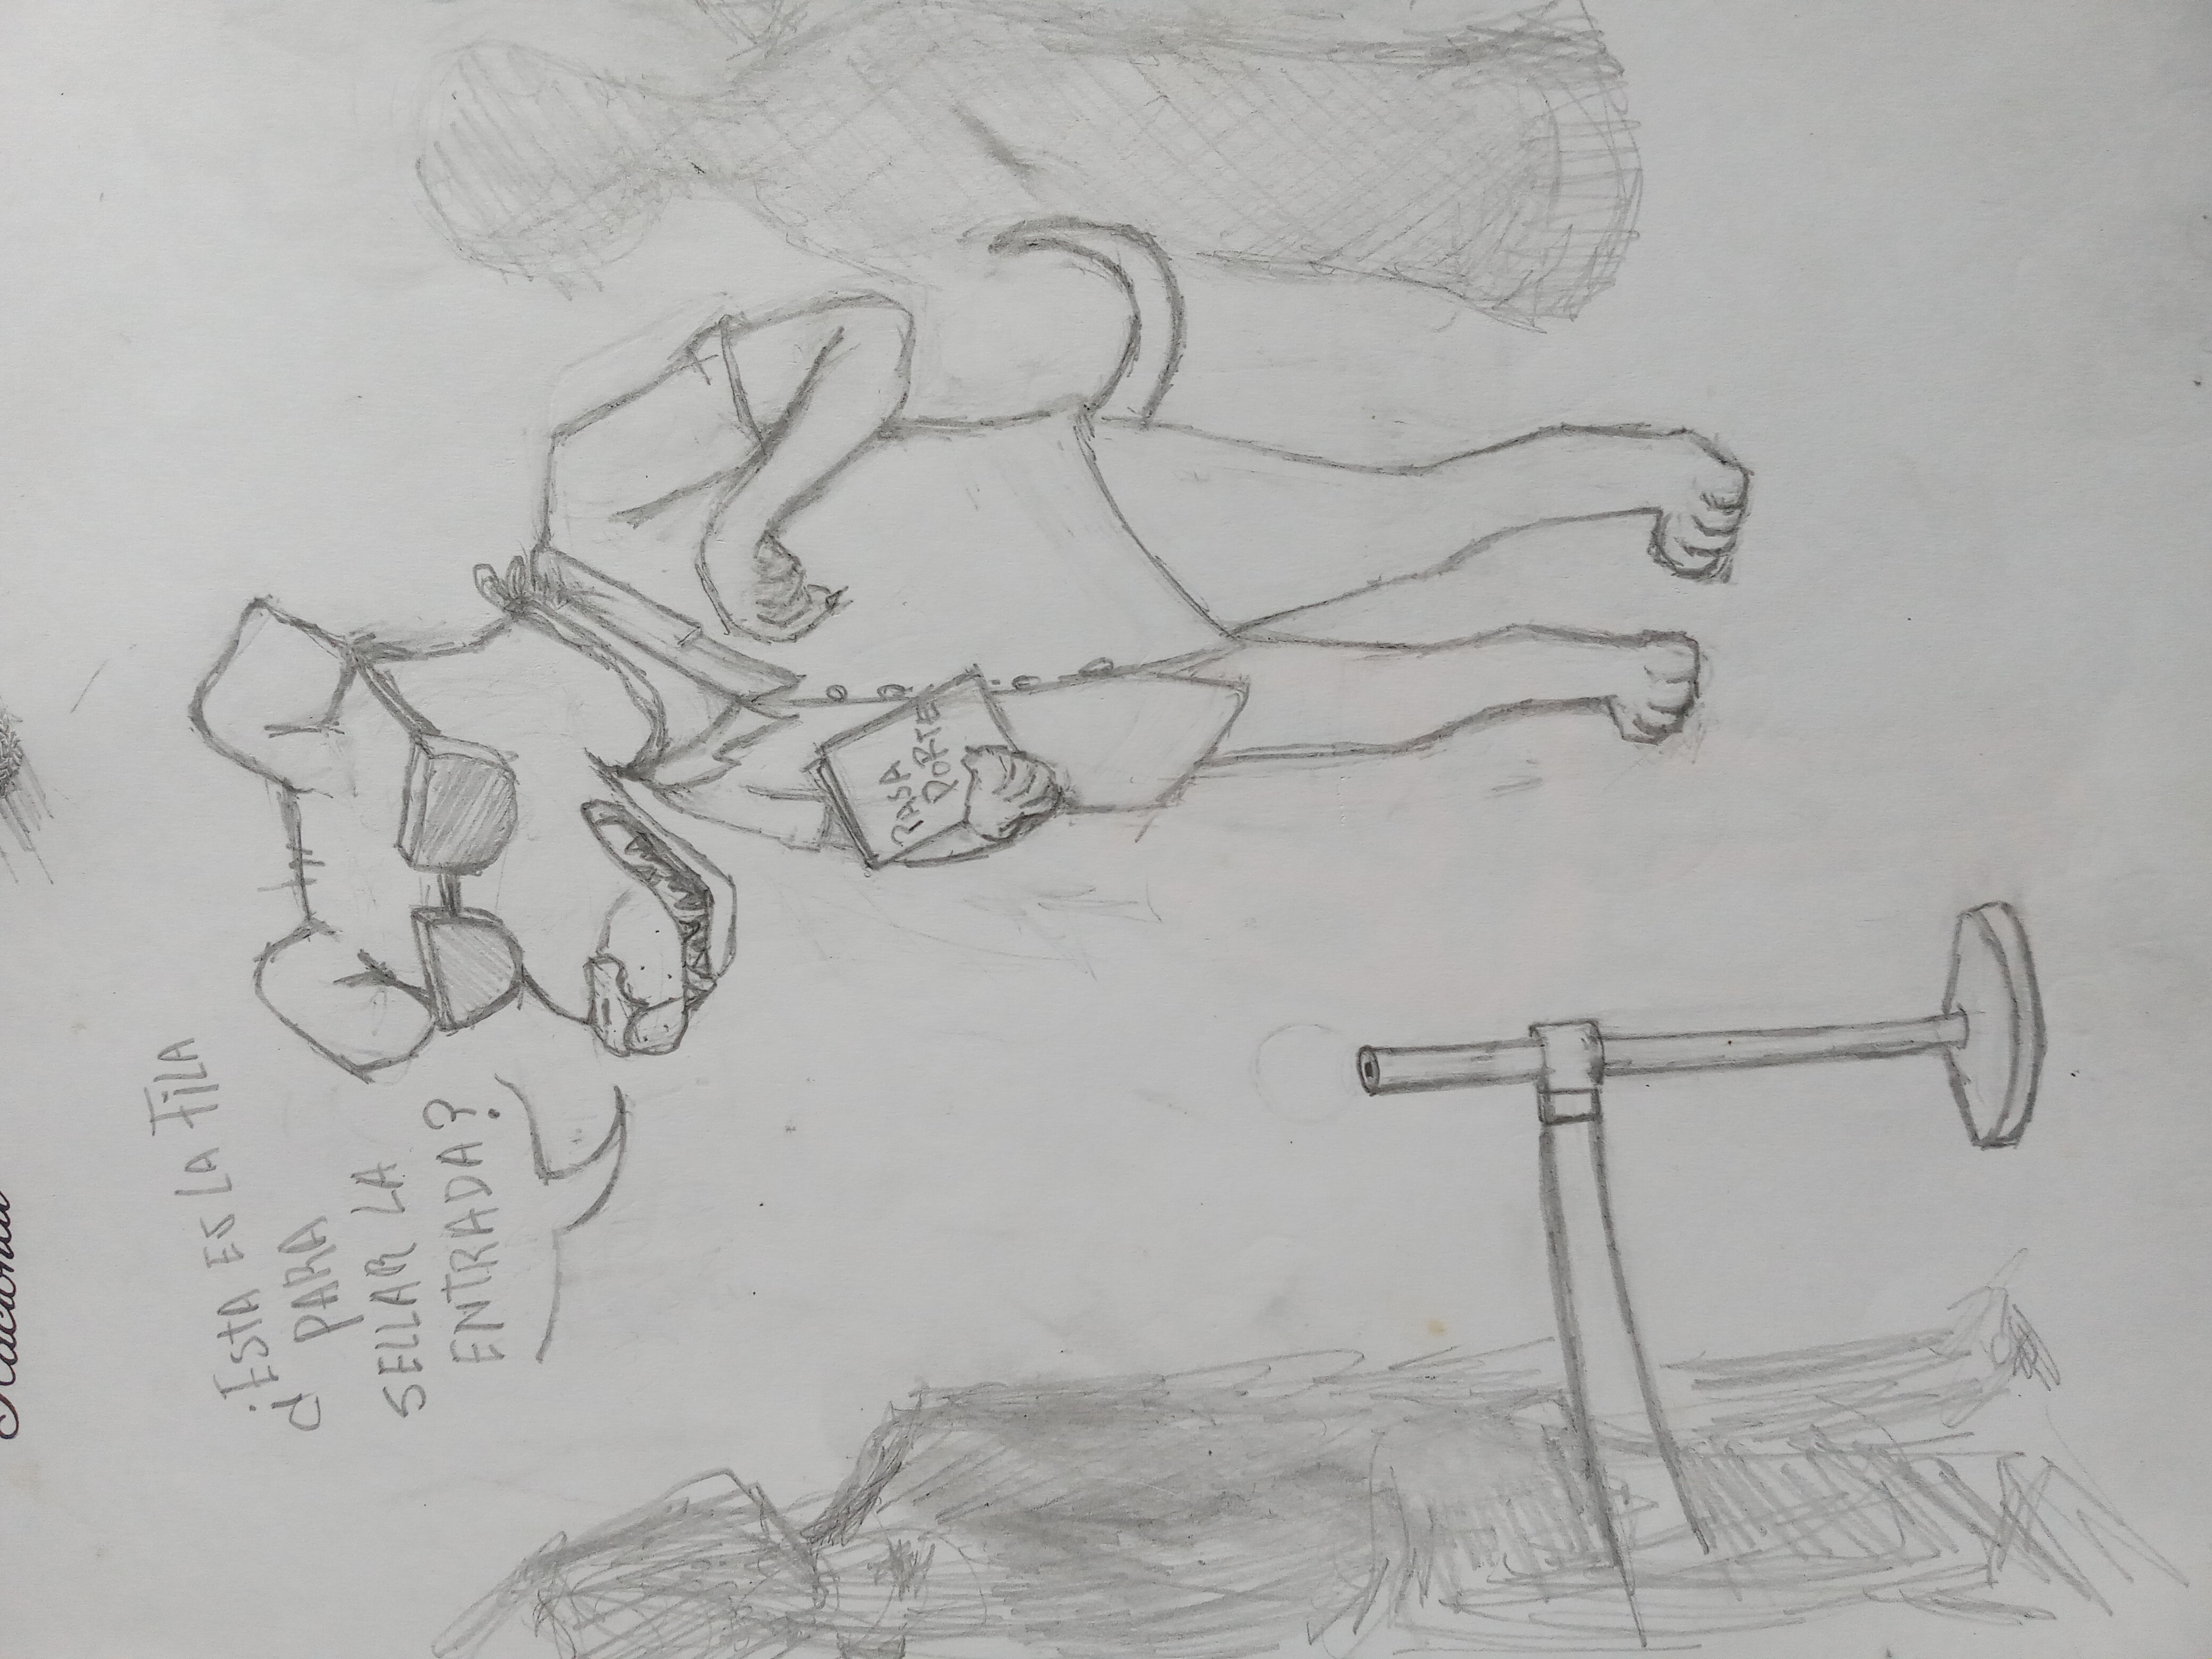 ¿ESTA ES LA FILA
PARA
SELLAR LA
ENTRADA?
PASA
PORTE